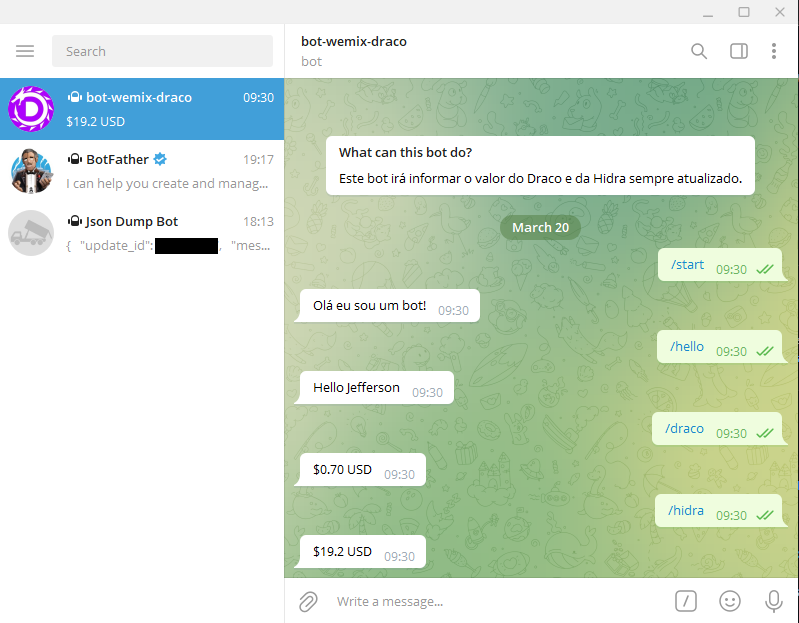 Search
bot-wemix-draco 09:30
$19.2 USD
BotFather 19:17
I can help you create and manag...
Json Dump Bot 18:13
{ "update_id": , "mes...
bot-wemix-draco
bot
What can this bot do?
Este bot irá informar o valor do Draco e da Hidra sempre atualizado.
March 20
/start 09:30
Olá eu sou um bot! 09:30
/hello 09:30
Hello Jefferson 09:30
/draco 09:30
$0.70 USD 09:30
/hidra 09:30
$19.2 USD 09:30
Write a message...